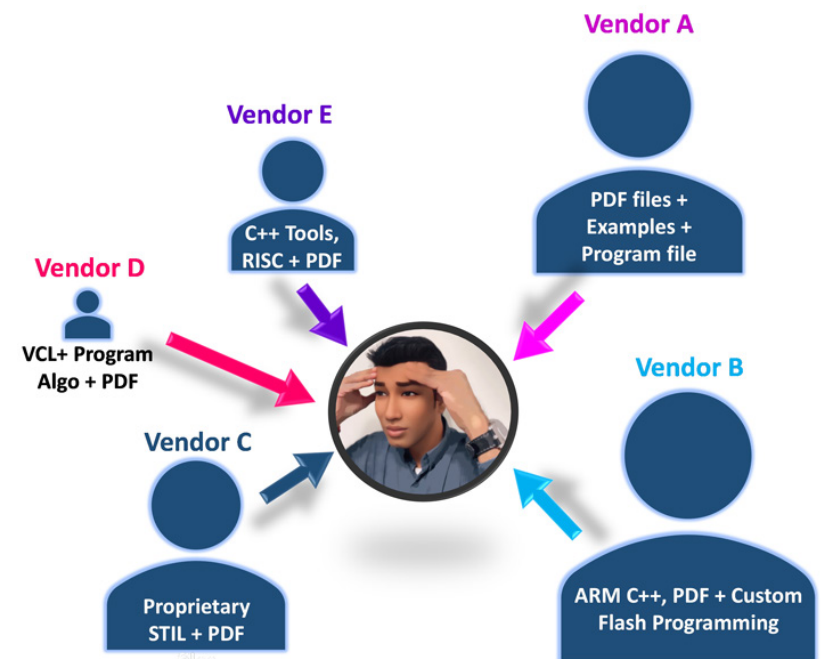 Vendor A
PDF files +
Examples +
Program file
Vendor E
C++ Tools,
RISC + PDF
Vendor D
VCL+ Program
Algo + PDF
Vendor B
ARM C++, PDF + Custom
Flash Programming
Vendor C
Proprietary
STIL + PDF